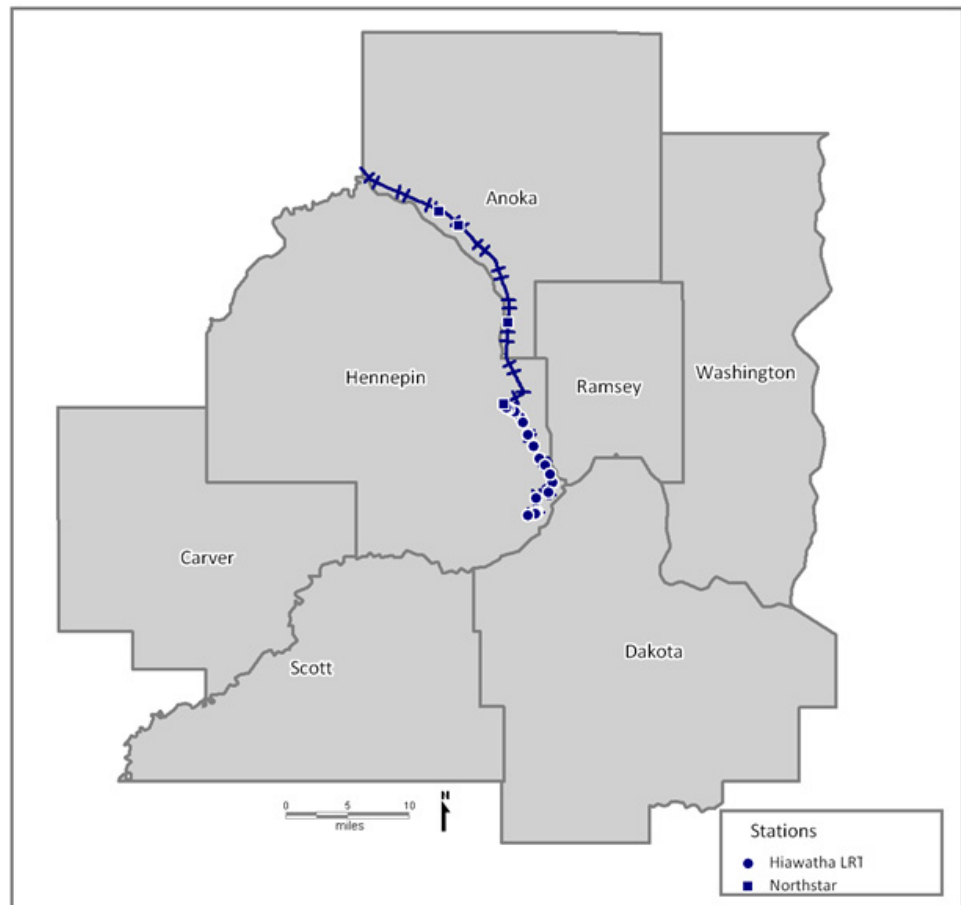 Anoka
Hennepin
Ramsey
Washington
Carver
Scott
Dakota
N
0 5 10
miles
Stations
Hiawatha LRT
Northstar